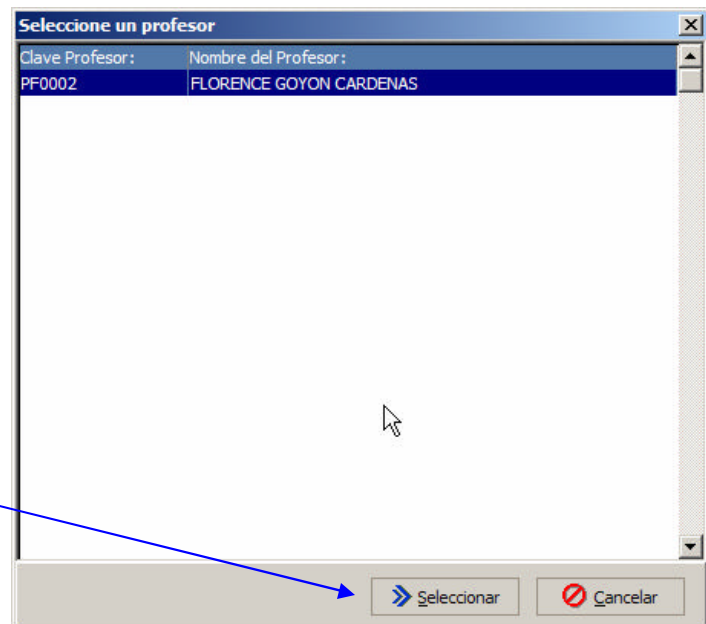 Seleccione un profesor
Clave Profesor: Nombre del Profesor:
PF0002 FLORENCE GOYON CARDENAS
Seleccionar Cancelar